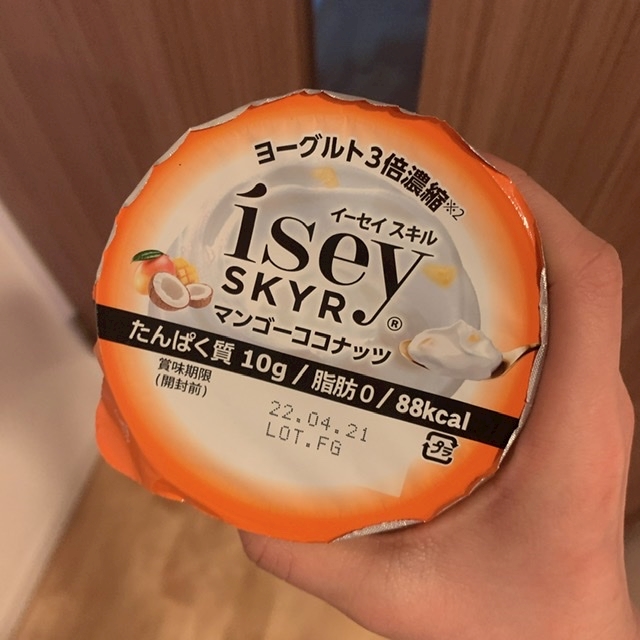 ヨーグルト3倍濃縮※2
イーセイ スキル
ísey
SKYR®
マンゴーココナッツ
たんぱく質 10g / 脂肪0 / 88kcal
賞味期限
(開封前)
22.04.21
LOT.FG
プラ